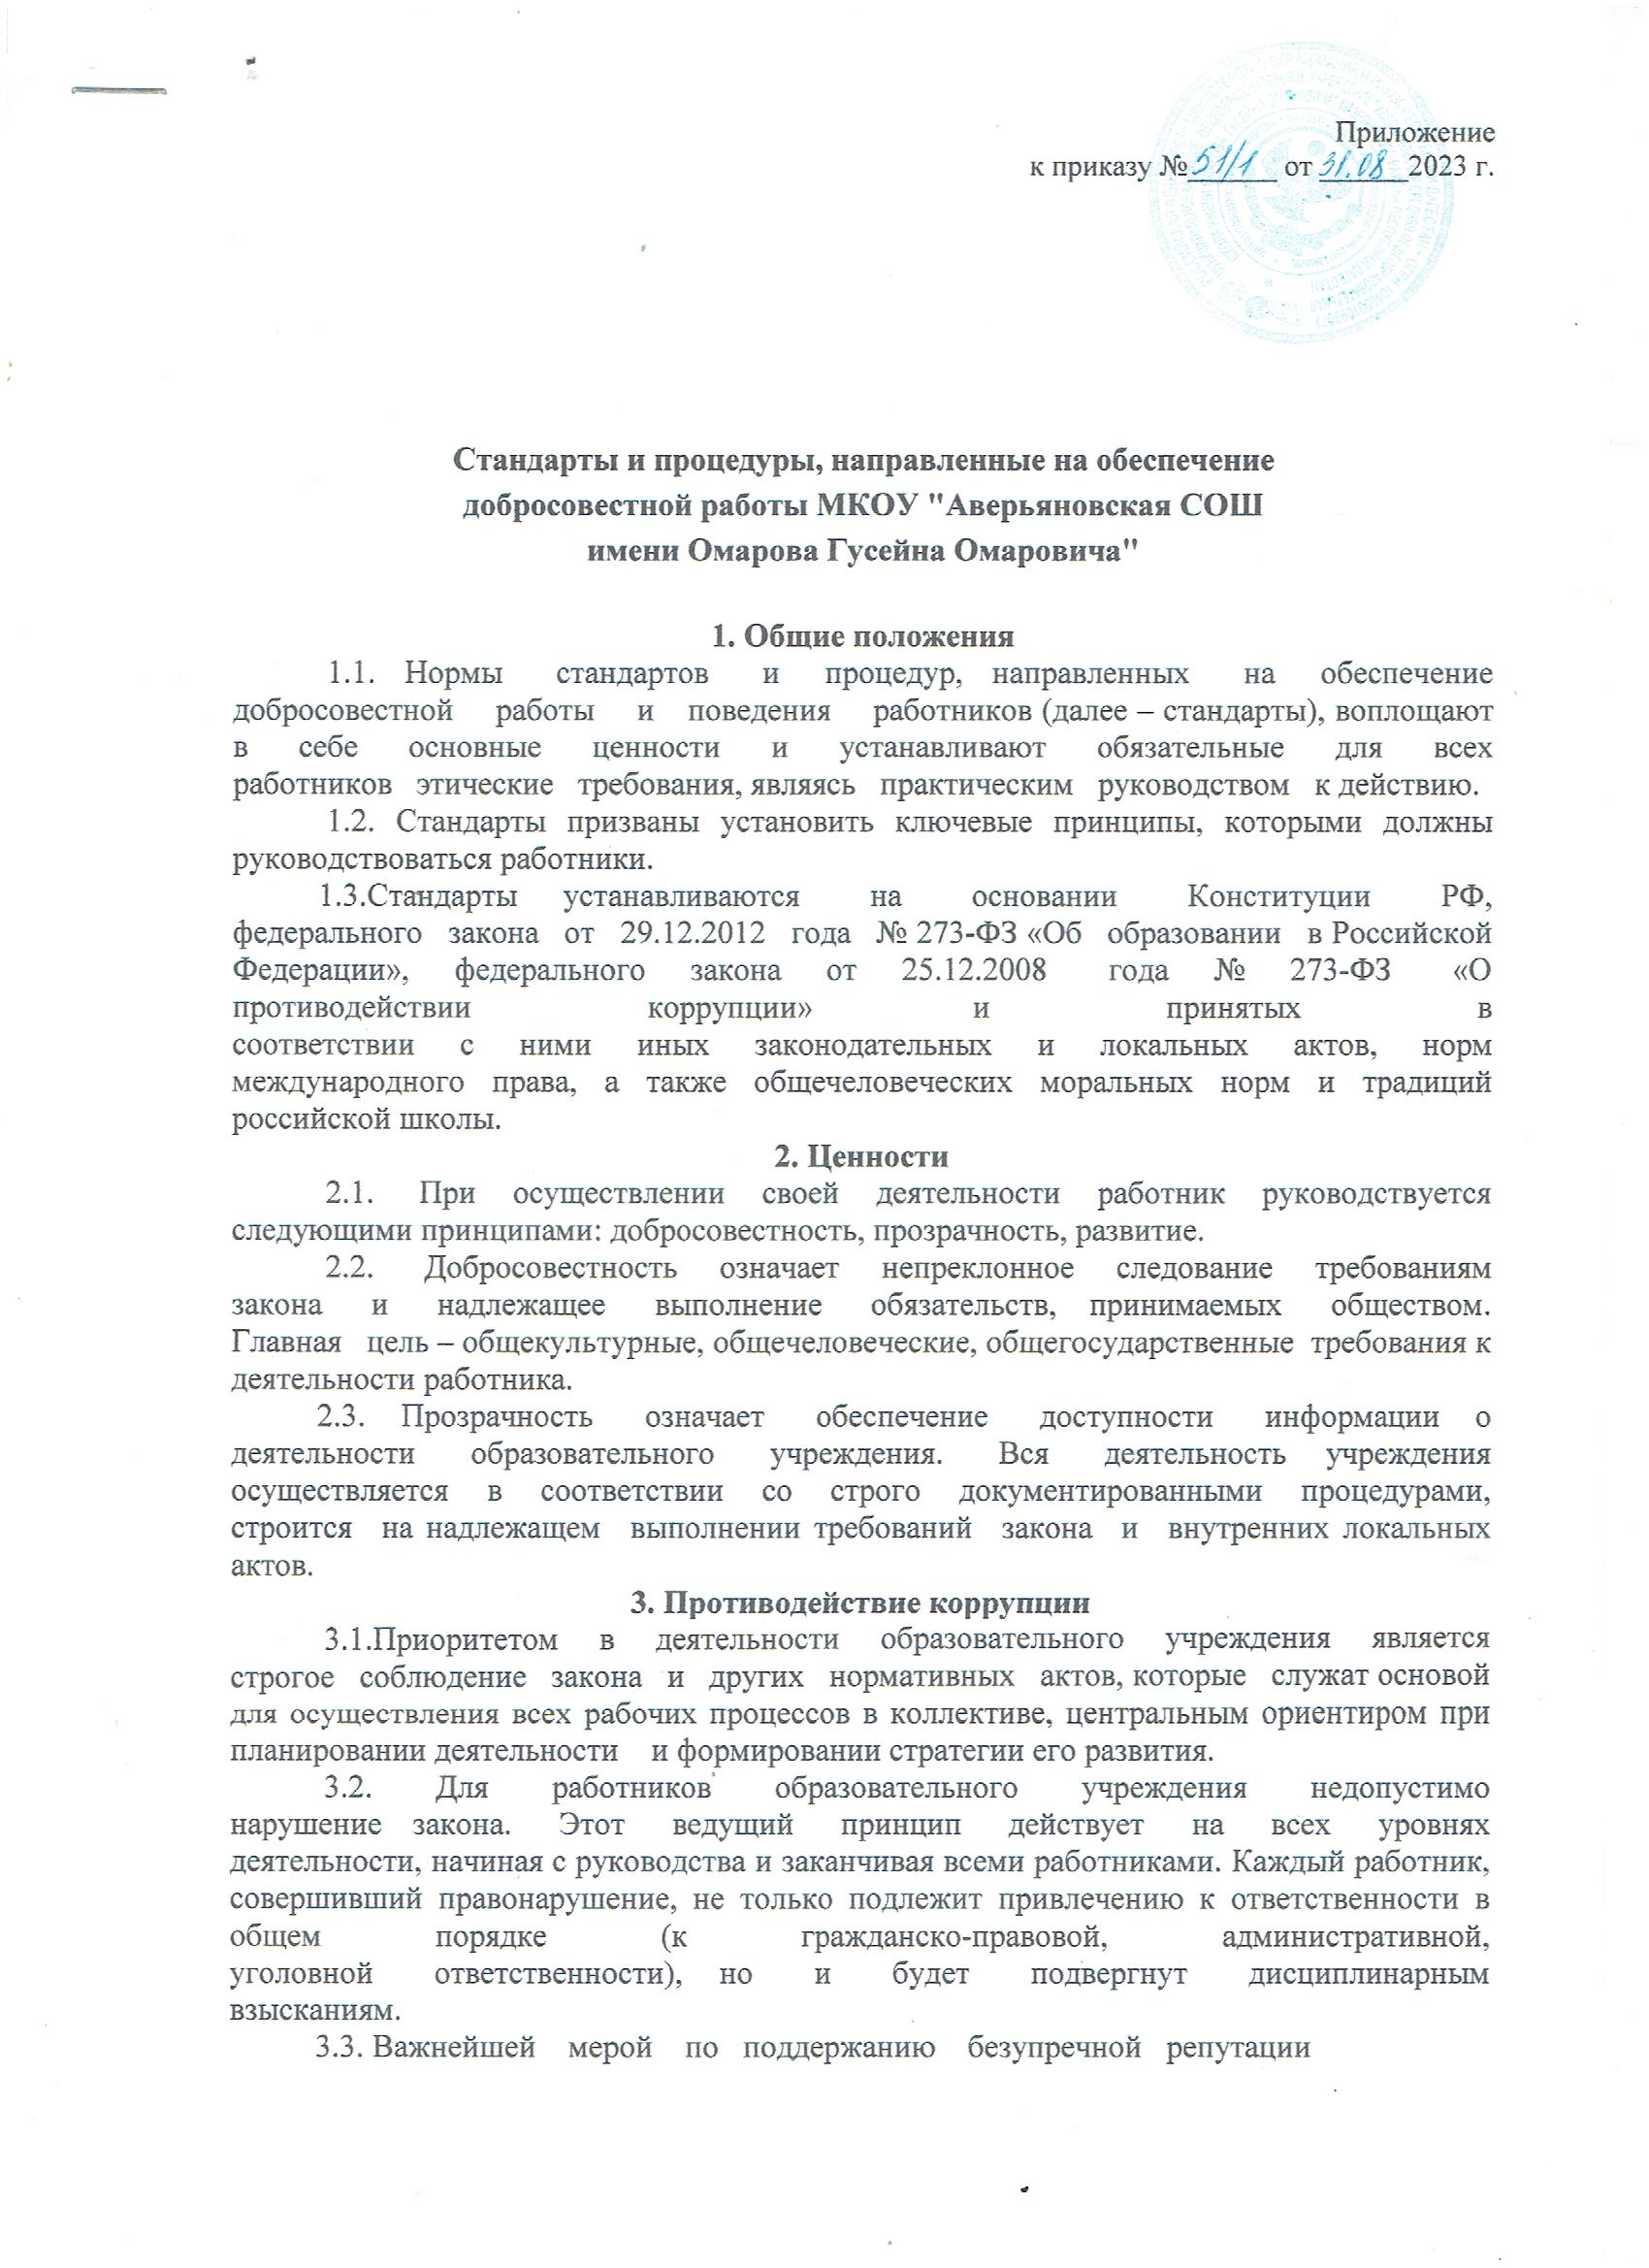 Приложение
к приказу № 51/1 от 31.08 2023 г.
Стандарты и процедуры, направленные на обеспечение
добросовестной работы МКОУ "Аверьяновская СОШ
имени Омарова Гусейна Омаровича"
1. Общие положения
1.1. Нормы стандартов и процедур, направленных на обеспечение
добросовестной работы и поведения работников (далее – стандарты), воплощают
в себе основные ценности и устанавливают обязательные для всех
работников этические требования, являясь практическим руководством к действию.
1.2. Стандарты призваны установить ключевые принципы, которыми должны
руководствоваться работники.
1.3.Стандарты устанавливаются на основании Конституции РФ,
федерального закона от 29.12.2012 года № 273-ФЗ «Об образовании в Российской
Федерации», федерального закона от 25.12.2008 года № 273-ФЗ «О
противодействии коррупции» и принятых в
соответствии с ними иных законодательных и локальных актов, норм
международного права, а также общечеловеческих моральных норм и традиций
российской школы.
2. Ценности
2.1. При осуществлении своей деятельности работник руководствуется
следующими принципами: добросовестность, прозрачность, развитие.
2.2. Добросовестность означает непреклонное следование требованиям
закона и надлежащее выполнение обязательств, принимаемых обществом.
Главная цель – общекультурные, общечеловеческие, общегосударственные требования к
деятельности работника.
2.3. Прозрачность означает обеспечение доступности информации о
деятельности образовательного учреждения. Вся деятельность учреждения
осуществляется в соответствии со строго документированными процедурами,
строится на надлежащем выполнении требований закона и внутренних локальных
актов.
3. Противодействие коррупции
3.1.Приоритетом в деятельности образовательного учреждения является
строгое соблюдение закона и других нормативных актов, которые служат основой
для осуществления всех рабочих процессов в коллективе, центральным ориентиром при
планировании деятельности и формировании стратегии его развития.
3.2. Для работников образовательного учреждения недопустимо
нарушение закона. Этот ведущий принцип действует на всех уровнях
деятельности, начиная с руководства и заканчивая всеми работниками. Каждый работник,
совершивший правонарушение, не только подлежит привлечению к ответственности в
общем порядке (к гражданско-правовой, административной,
уголовной ответственности), но и будет подвергнут дисциплинарным
взысканиям.
3.3. Важнейшей мерой по поддержанию безупречной репутации